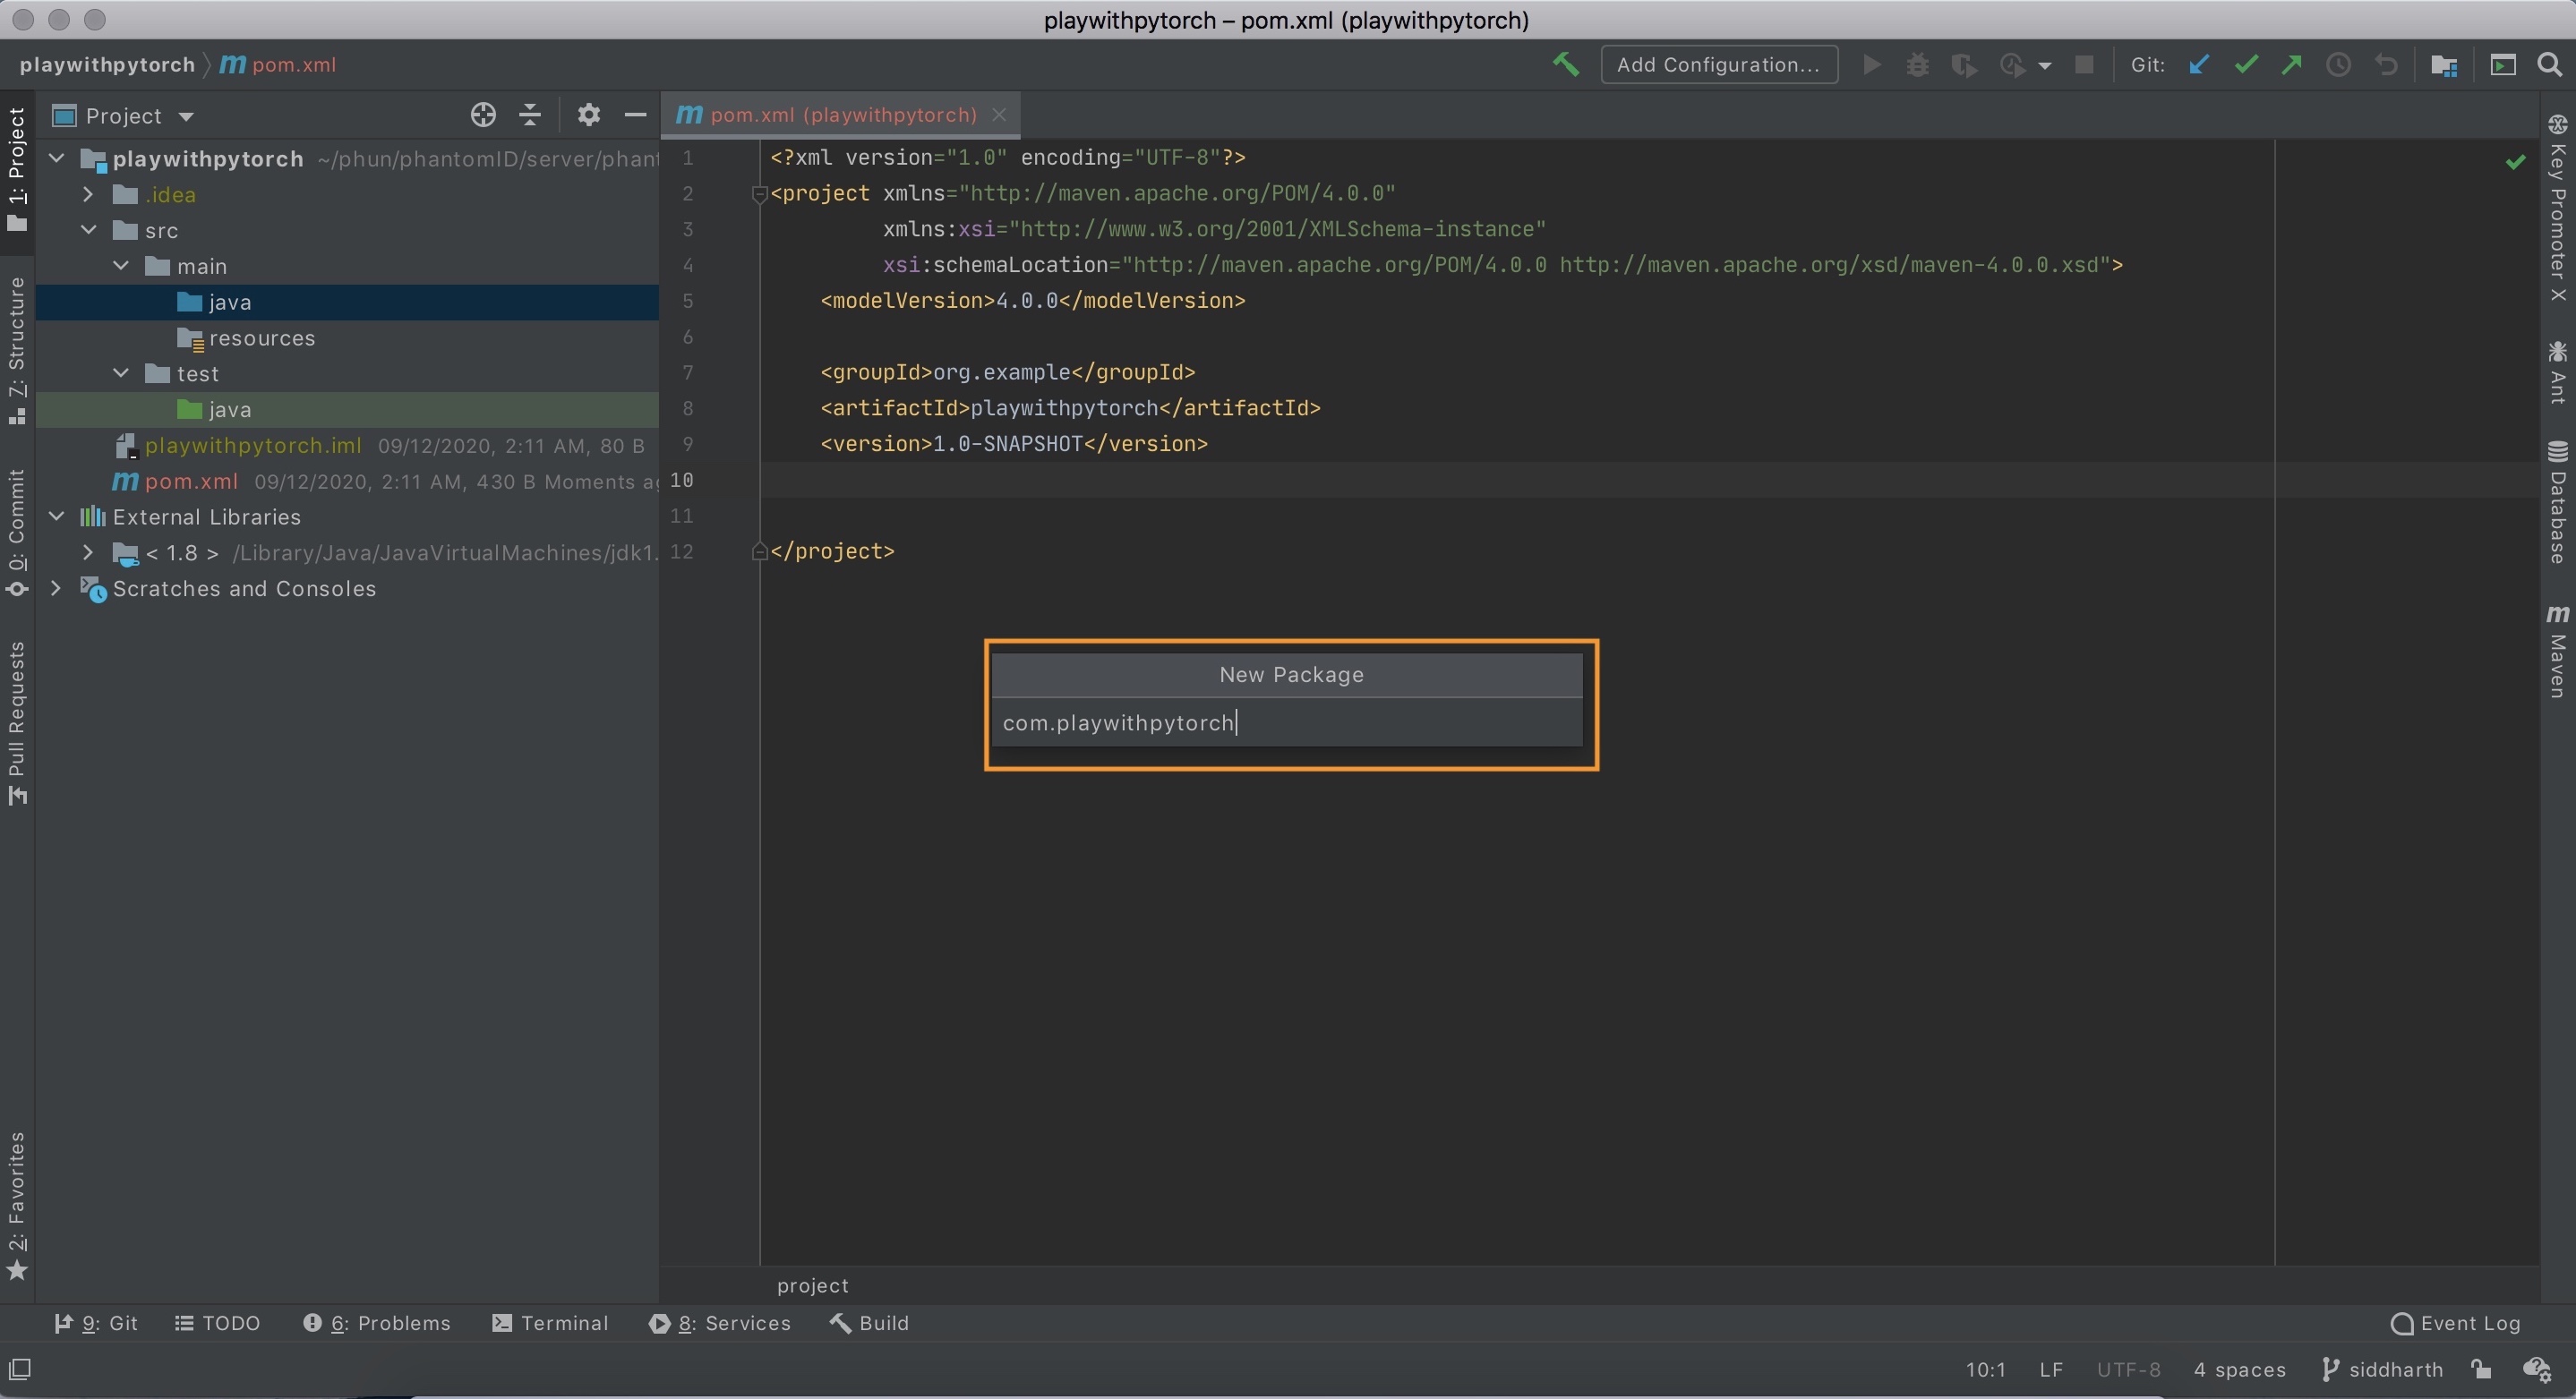 playwithpytorch – pom.xml (playwithpytorch)
playwithpytorch m pom.xml
Add Configuration...
Git:
1: Project
7: Structure
0: Commit
Pull Requests
2: Favorites
Project
playwithpytorch ~/phun/phantomID/server/phant
.idea
src
main
java
resources
test
java
playwithpytorch.iml 09/12/2020, 2:11 AM, 80 B
m pom.xml 09/12/2020, 2:11 AM, 430 B Moments ag
External Libraries
< 1.8 > /Library/Java/JavaVirtualMachines/jdk1.
Scratches and Consoles
m pom.xml (playwithpytorch)
1 <?xml version="1.0" encoding="UTF-8"?>
2 <project xmlns="http://maven.apache.org/POM/4.0.0"
3 xmlns:xsi="http://www.w3.org/2001/XMLSchema-instance"
4 xsi:schemaLocation="http://maven.apache.org/POM/4.0.0 http://maven.apache.org/xsd/maven-4.0.0.xsd">
5 <modelVersion>4.0.0</modelVersion>
6
7 <groupId>org.example</groupId>
8 <artifactId>playwithpytorch</artifactId>
9 <version>1.0-SNAPSHOT</version>
10
11
12 </project>
New Package
com.playwithpytorch
project
Key Promoter X
Ant
Database
m Maven
9: Git
TODO
6: Problems
Terminal
8: Services
Build
Event Log
10:1 LF UTF-8 4 spaces siddharth